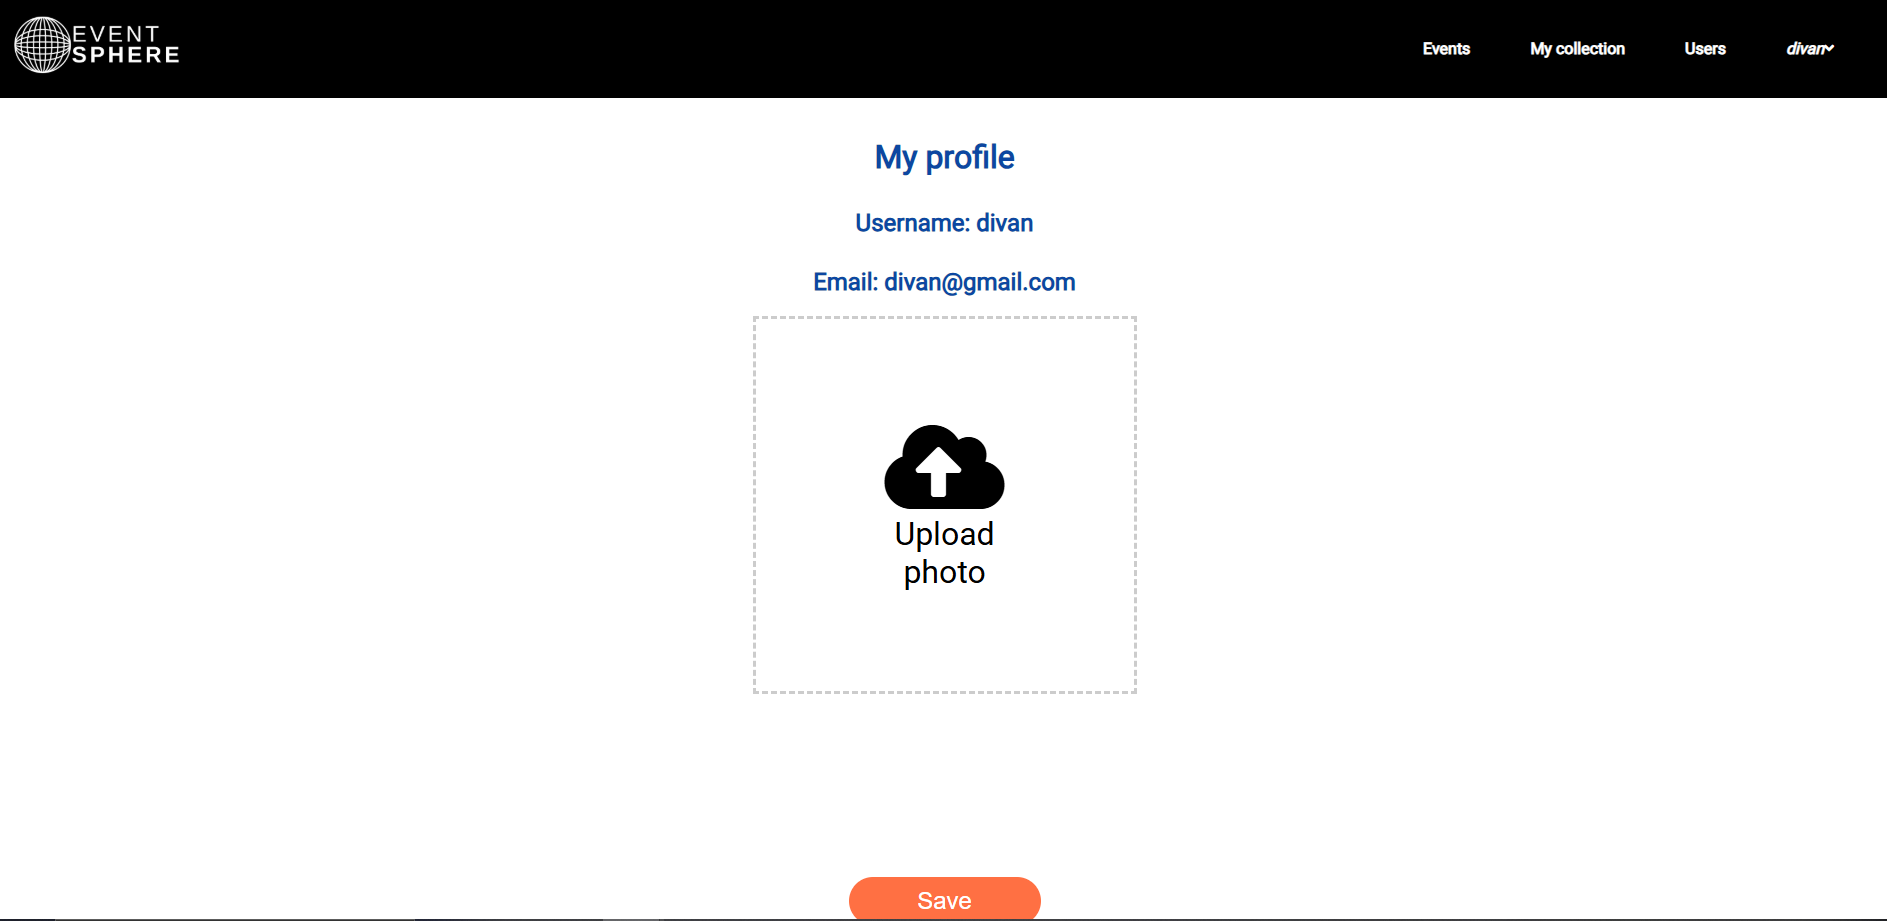 EVENT
SPHERE
Events
My collection
Users
divan
My profile
Username: divan
Email: divan@gmail.com
Upload
photo
Save